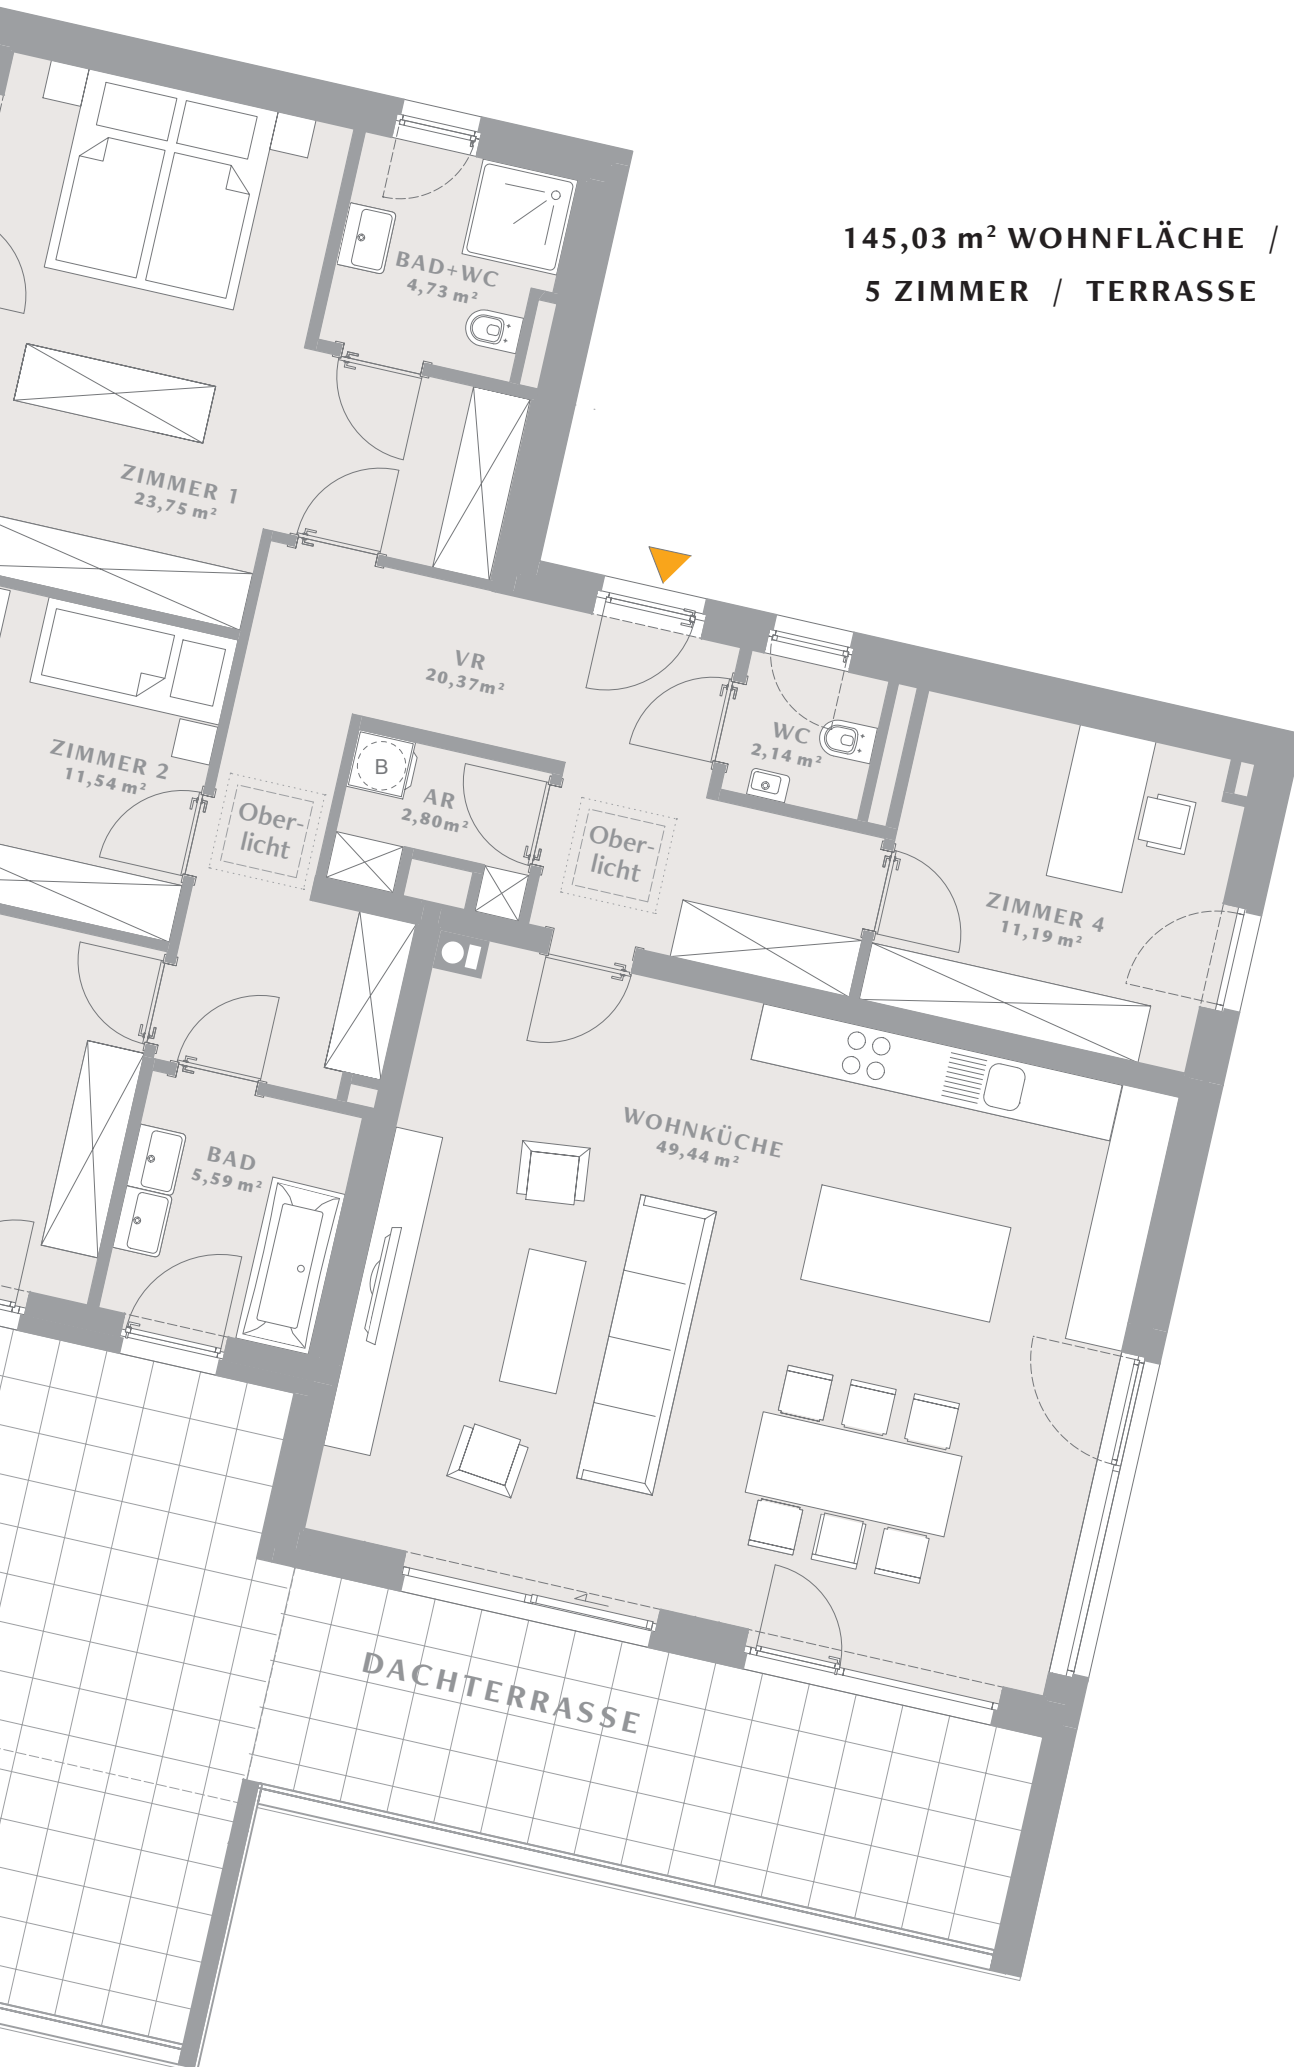 145,03 m² WOHNFLÄCHE /
5 ZIMMER / TERRASSE
BAD+WC
4,73 m²
ZIMMER 1
23,75 m²
VR
20,37m²
WC
2,14 m²
ZIMMER 2
11,54 m²
B
AR
2,80m²
Ober-
licht
Ober-
licht
ZIMMER 4
11,19 m²
WOHNKÜCHE
49,44 m²
BAD
5,59 m²
DACHTERRASSE